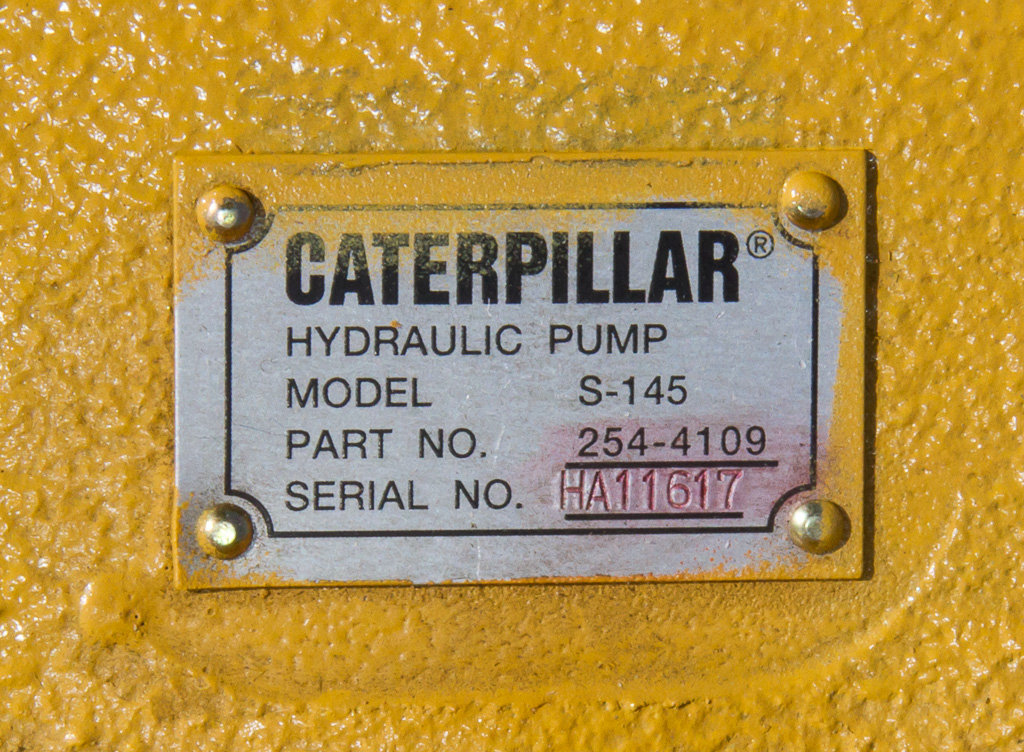 CATERPILLAR®
HYDRAULIC PUMP
MODEL S-145
PART NO. 254-4109
SERIAL NO. HA11617